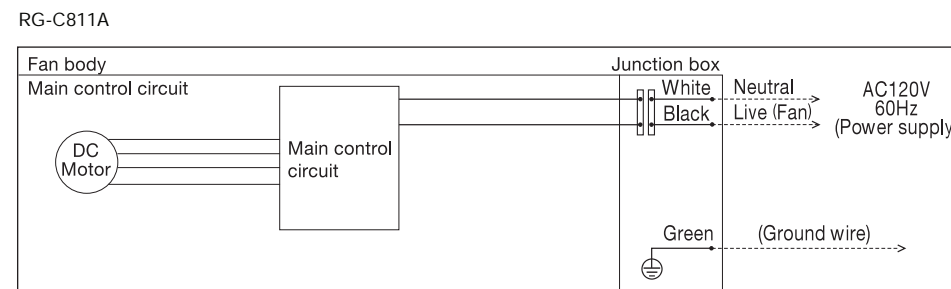 RG-C811A
Fan body
Junction box
Main control circuit
White
Neutral
AC120V
Black
Live (Fan)
60Hz
(Power supply
DC
Motor
Main control
circuit
Green
(Ground wire)